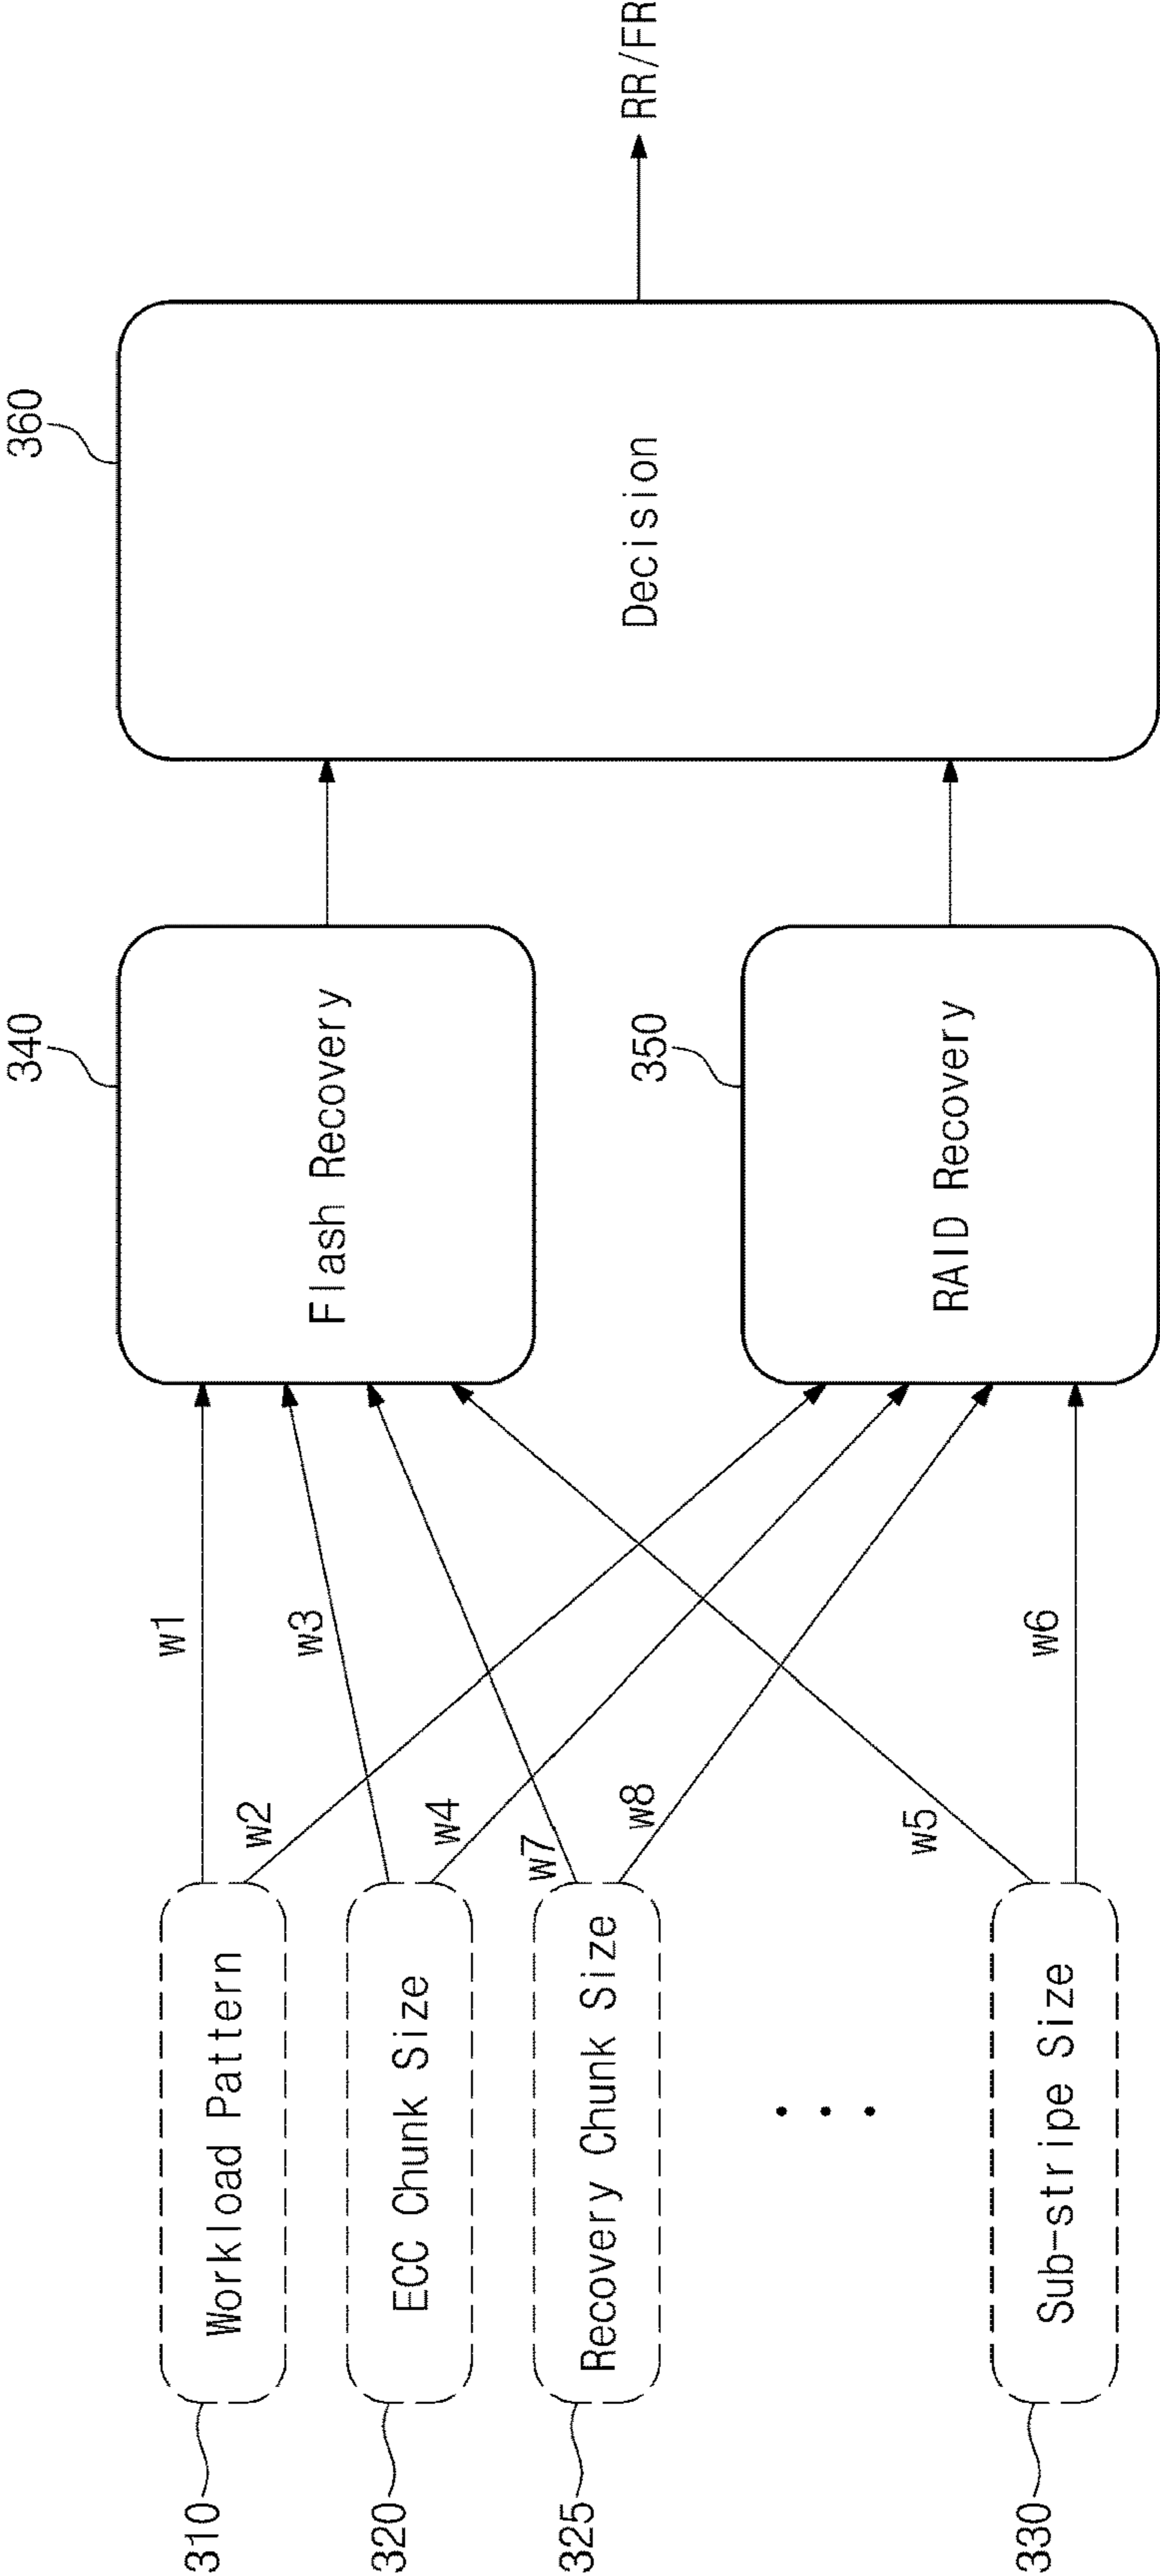 310
Workload Pattern
w1
w2
320
ECC Chunk Size
w3
w4
325
Recovery Chunk Size
w7
w8
330
Sub-stripe Size
w5
w6
340
Flash Recovery
350
RAID Recovery
360
Decision
RR/FR